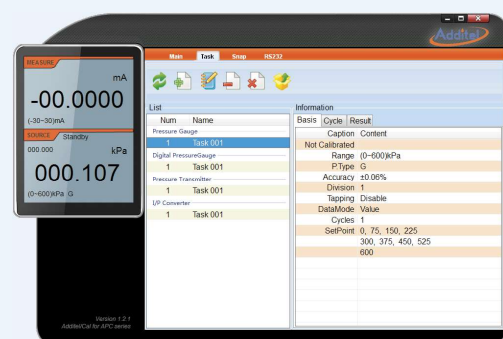 Additel
MEASURE
mA
-00.0000
(-30~30)mA
SOURCE Standby
000.000 kPa
000.107
(0~600)kPa G
Version 1.2.1
Additel/Cal for APC series
Main Task Snap RS232
List
Num Name
Pressure Gauge
1 Task 001
Digital PressureGauge
1 Task 001
Pressure Transmitter
1 Task 001
I/P Converter
1 Task 001
Information
Basis Cycle Result
Caption Content
Not Calibrated
Range (0~600)kPa
P.Type G
Accuracy ±0.06%
Division 1
Tapping Disable
DataMode Value
Cycles 1
SetPoint 0, 75, 150, 225
300, 375, 450, 525
600